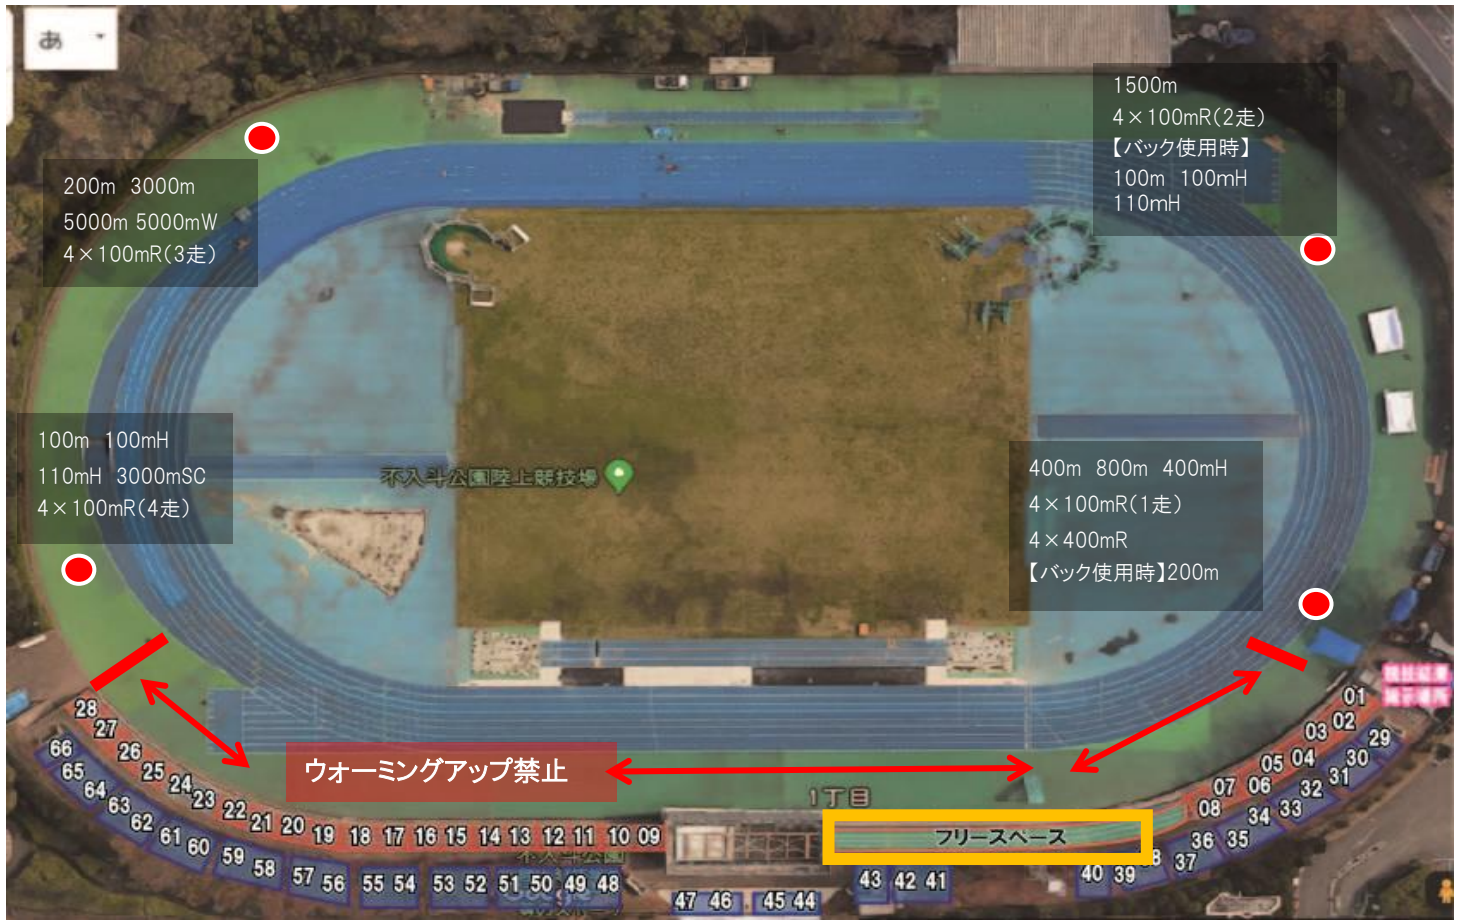 あ
200m 3000m
5000m 5000mW
4×100mR(3走)
1500m
4×100mR(2走)
【バック使用時】
100m 100mH
110mH
100m 100mH
110mH 3000mSC
4×100mR(4走)
不入斗公園陸上競技場
400m 800m 400mH
4×100mR(1走)
4×400mR
【バック使用時】200m
ウォーミングアップ禁止
1丁目
フリースペース
28 27 26 25 24 23 22 21 20 19 18 17 16 15 14 13 12 11 10 09
08 07 06 05 04 03 02 01
66 65 64 63 62 61 60 59 58 57 56 55 54 53 52 51 50 49 48
47 46 45 44
43 42 41
40 39
37 36 35 34 33 32 31 30 29
不入斗公園